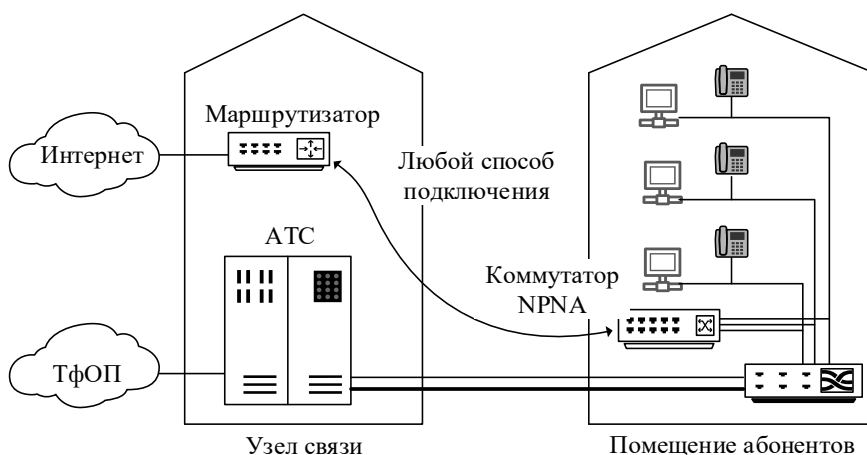 Интернет
Маршрутизатор
Любой способ
подключения
АТС
Коммутатор
NPNA
ТфОП
Узел связи
Помещение абонентов